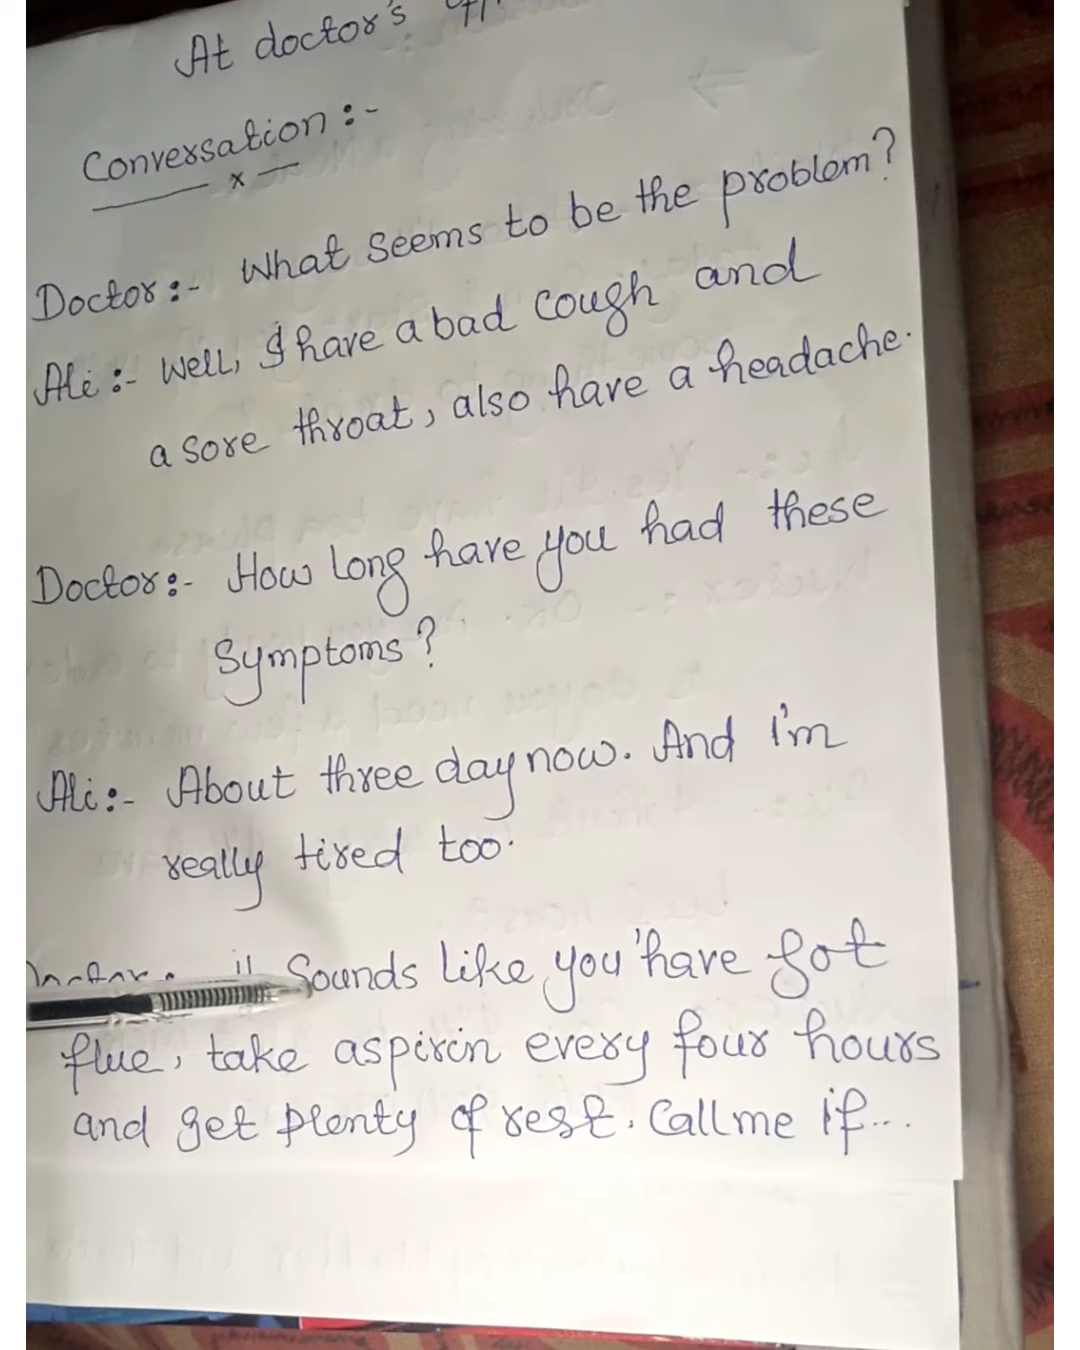 At doctor's
Conversation :-
x
Doctor :- What seems to be the problem?
Ali :- Well, I have a bad cough and
a sore throat, also have a headache.
Doctor :- How long have you had these
Symptoms?
Ali :- About three day now. And I'm
really tired too.
Sounds like you'have got
flue, take aspirin every four hours
and get plenty of rest. Call me if...